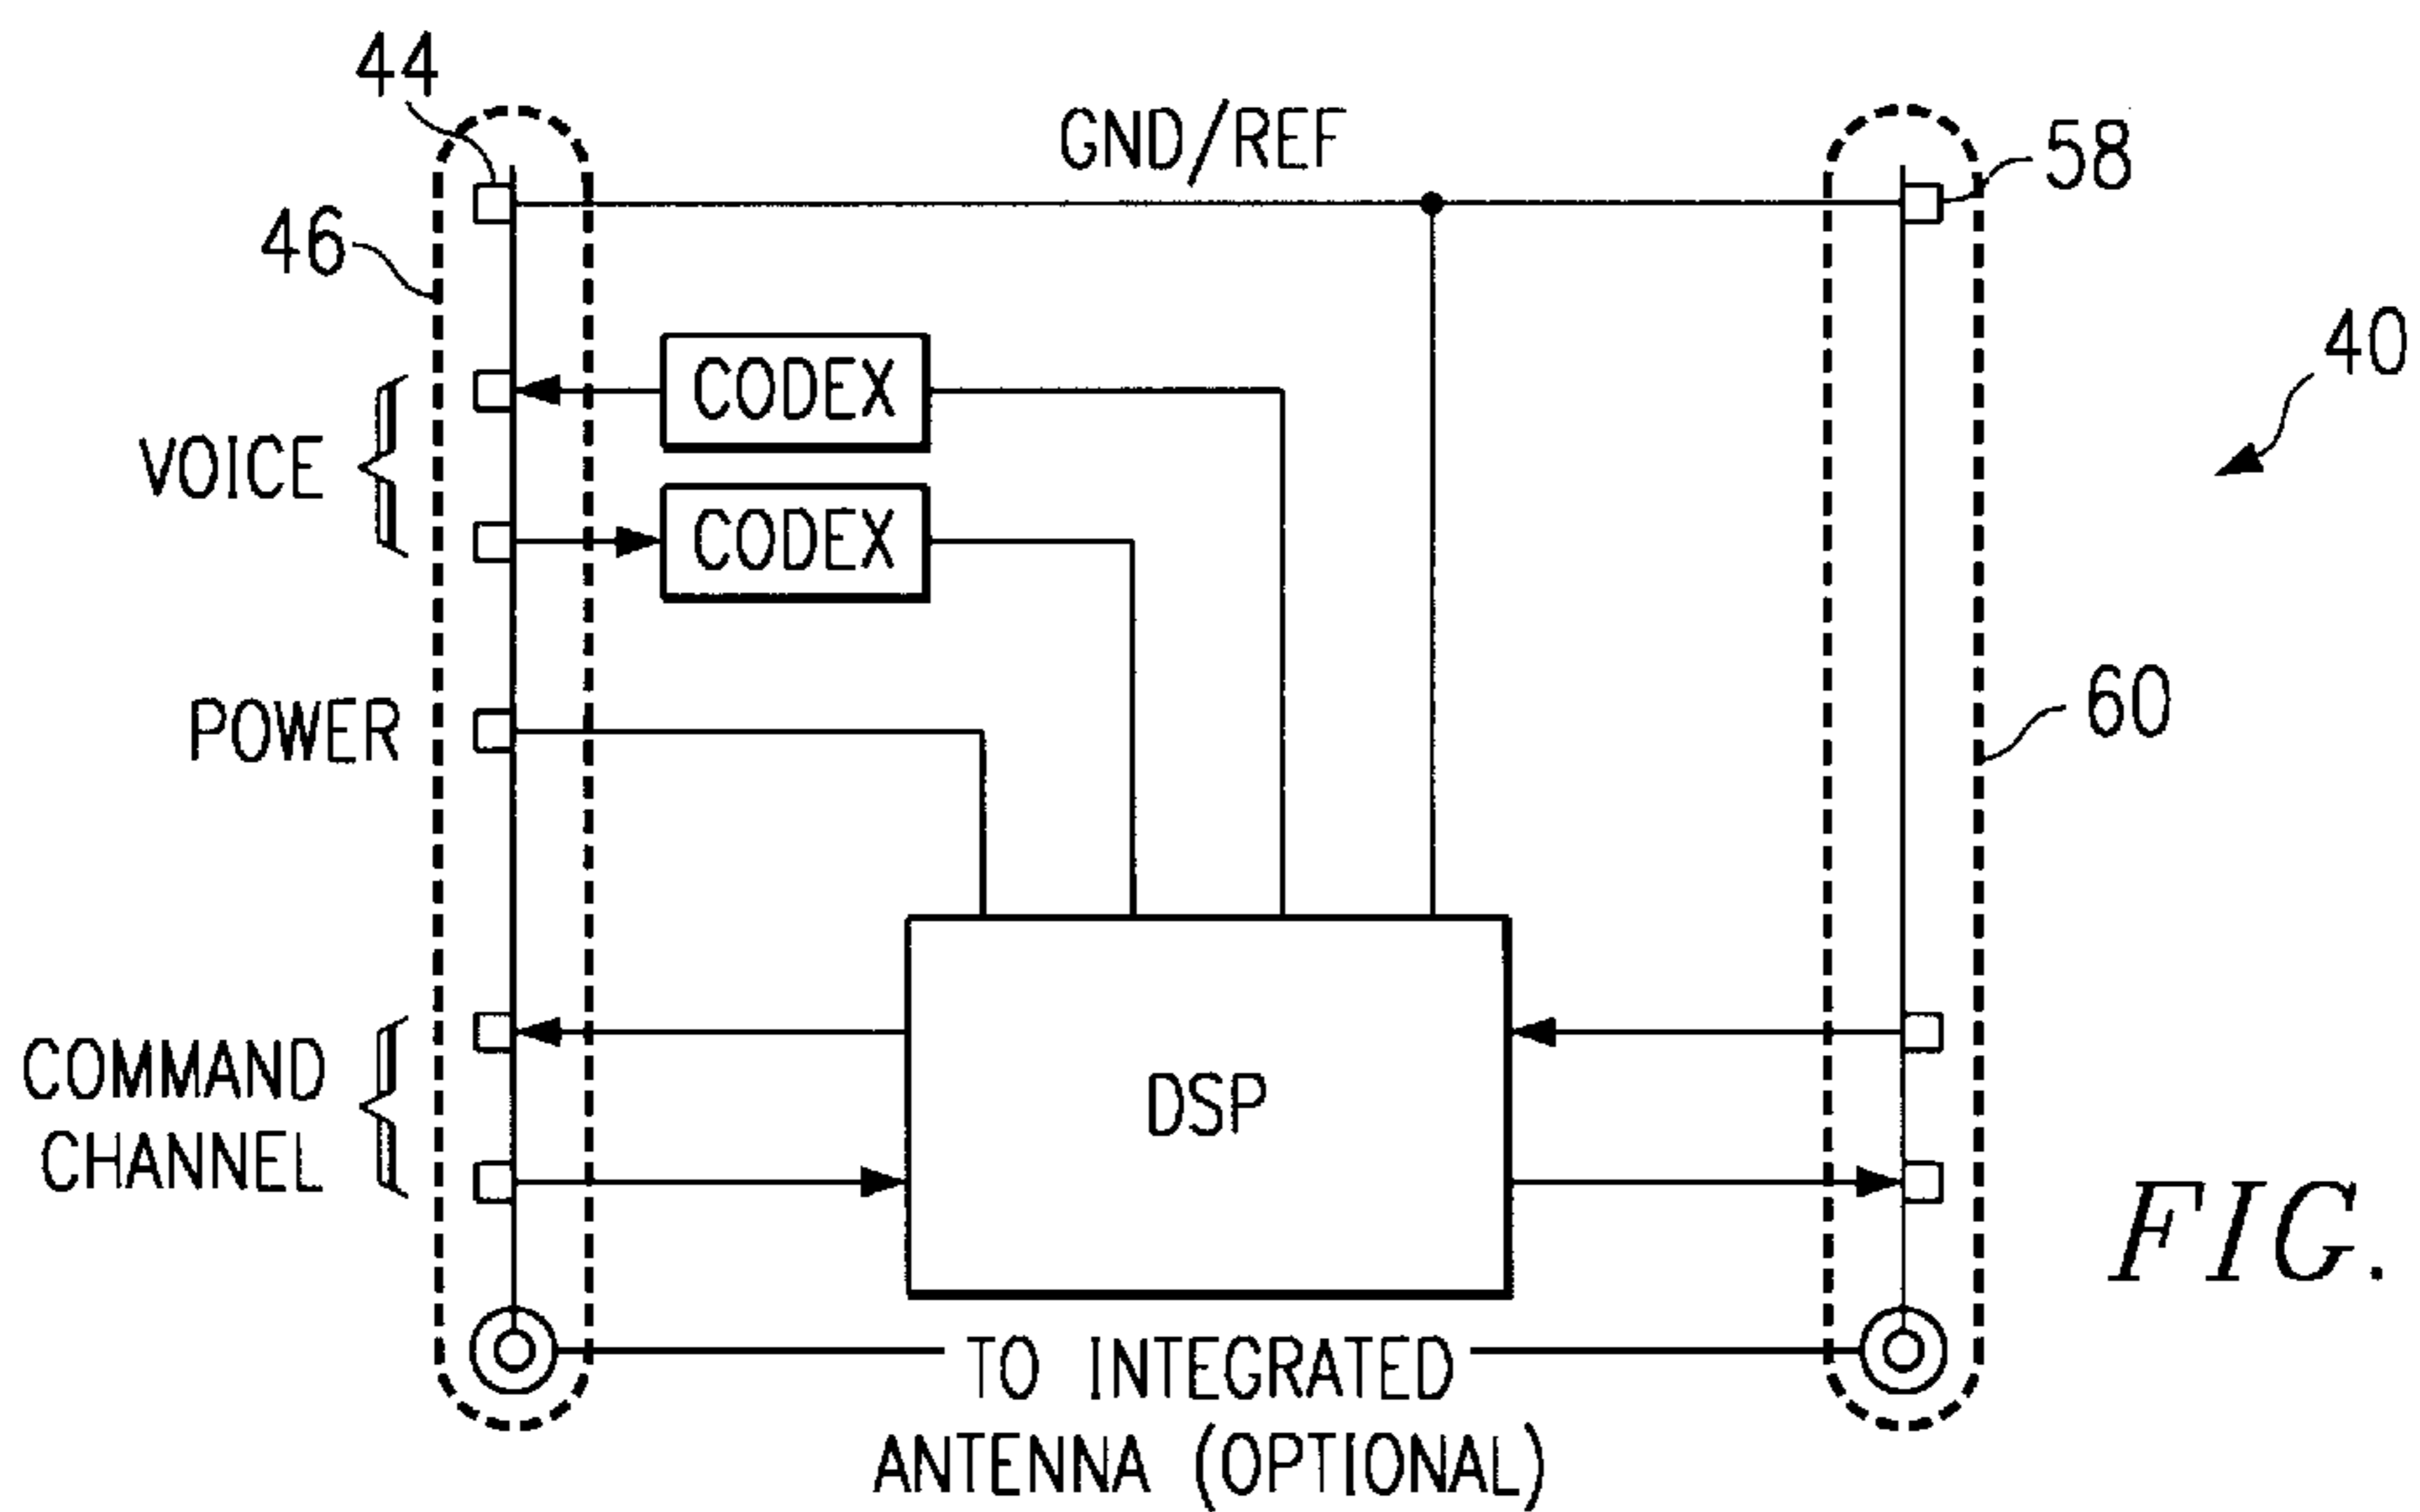 44
GND/REF
58
46
40
CODEX
VOICE
CODEX
60
POWER
COMMAND
CHANNEL
DSP
FIG.
TO INTEGRATED
ANTENNA (OPTIONAL)